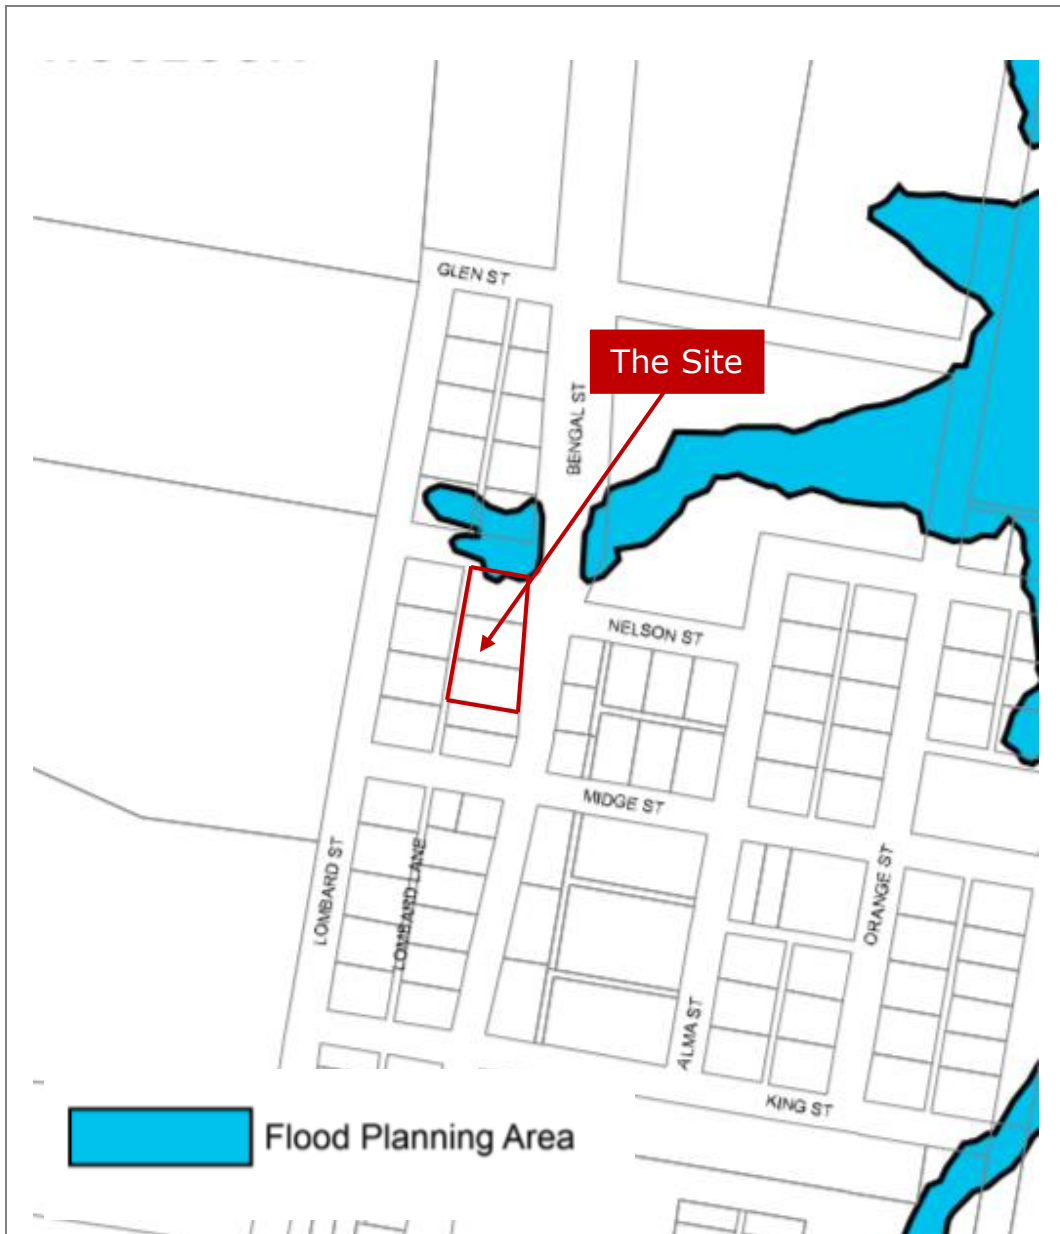 GLEN ST
The Site
BENGAL ST
NELSON ST
MIDGE ST
LOMBARD ST
LOMBARD LANE
ORANGE ST
ALMA ST
KING ST
Flood Planning Area